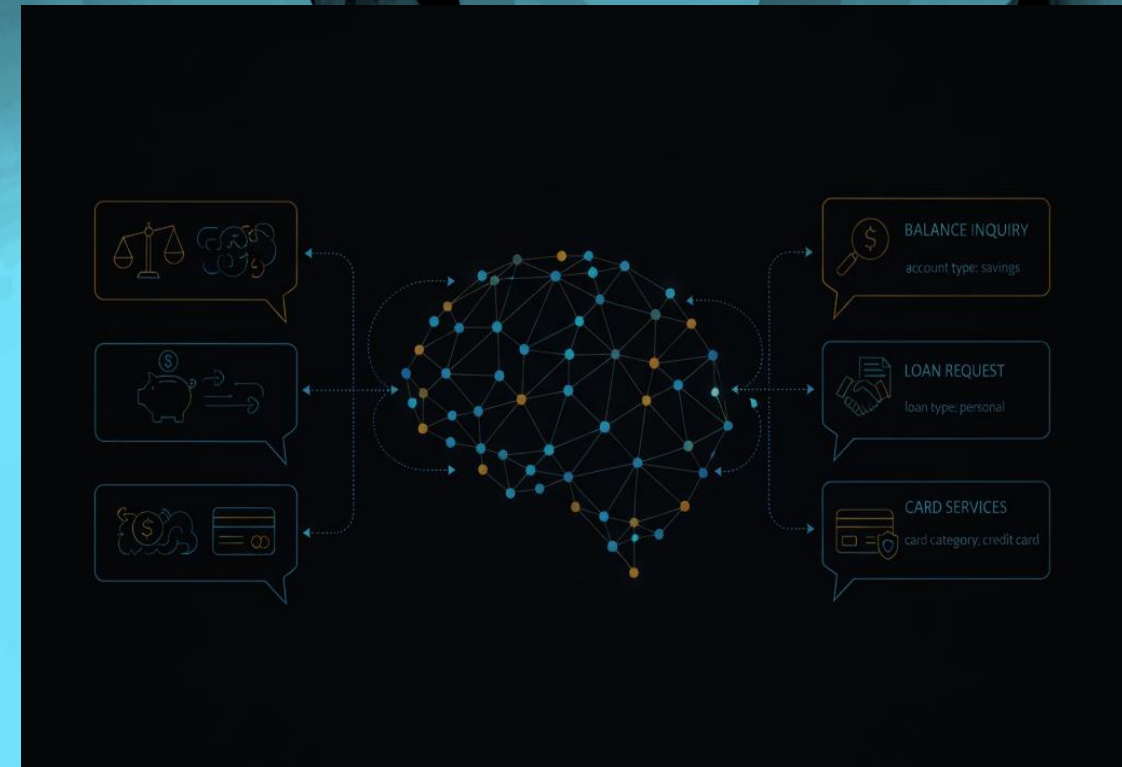 $
$
$
BALANCE INQUIRY
account type: savings
LOAN REQUEST
loan type: personal
CARD SERVICES
card category, credit card